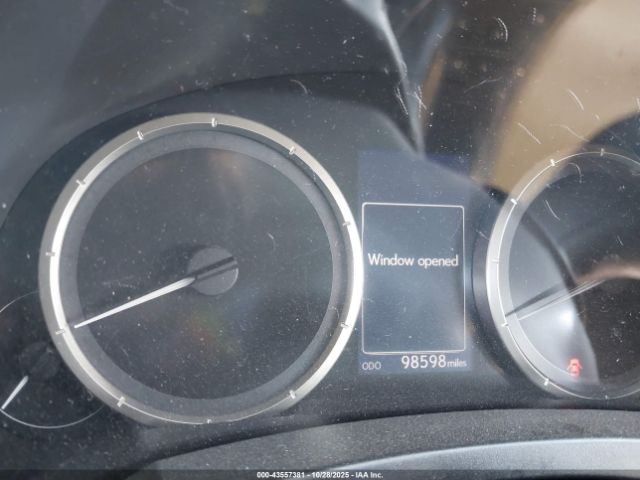 Window opened
ODO 98598 miles
000-43557381 - 10/28/2025 - IAA Inc.